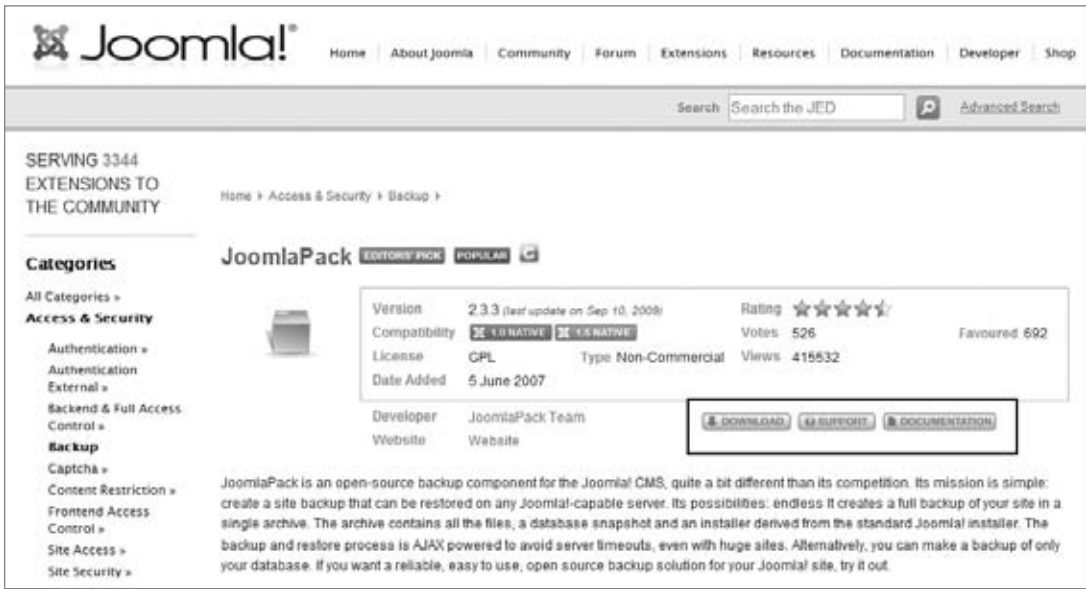 Joomla!®
Home About Joomla Community Forum Extensions Resources Documentation Developer Shop
Search Search the JED Advanced Search
SERVING 3344
EXTENSIONS TO
THE COMMUNITY
Home Access & Security Backup
Categories
All Categories »
Access & Security
Authentication »
Authentication
External »
Backend & Full Access
Control »
Backup
Captcha »
Content Restriction »
Frontend Access
Control »
Site Access »
Site Security »
JoomlaPack EDITORS' PICK POPULAR C
Version 2.3.3 (last update on Sep 10, 2009) Rating
Compatibility 1.0 NATIVE 1.5 NATIVE Votes 526 Favoured 692
License GPL Type Non-Commercial Views 415532
Date Added 5 June 2007
Developer JoomlaPack Team DOWNLOAD SUPPORT DOCUMENTATION
Website Website
JoomlaPack is an open-source backup component for the Joomla! CMS, quite a bit different than its competition. Its mission is simple:
create a site backup that can be restored on any Joomla!-capable server. Its possibilities: endless It creates a full backup of your site in a
single archive. The archive contains all the files, a database snapshot and an installer derived from the standard Joomla! installer. The
backup and restore process is AJAX powered to avoid server timeouts, even with huge sites. Alternatively, you can make a backup of only
your database. If you want a reliable, easy to use, open source backup solution for your Joomla! site, try it out.